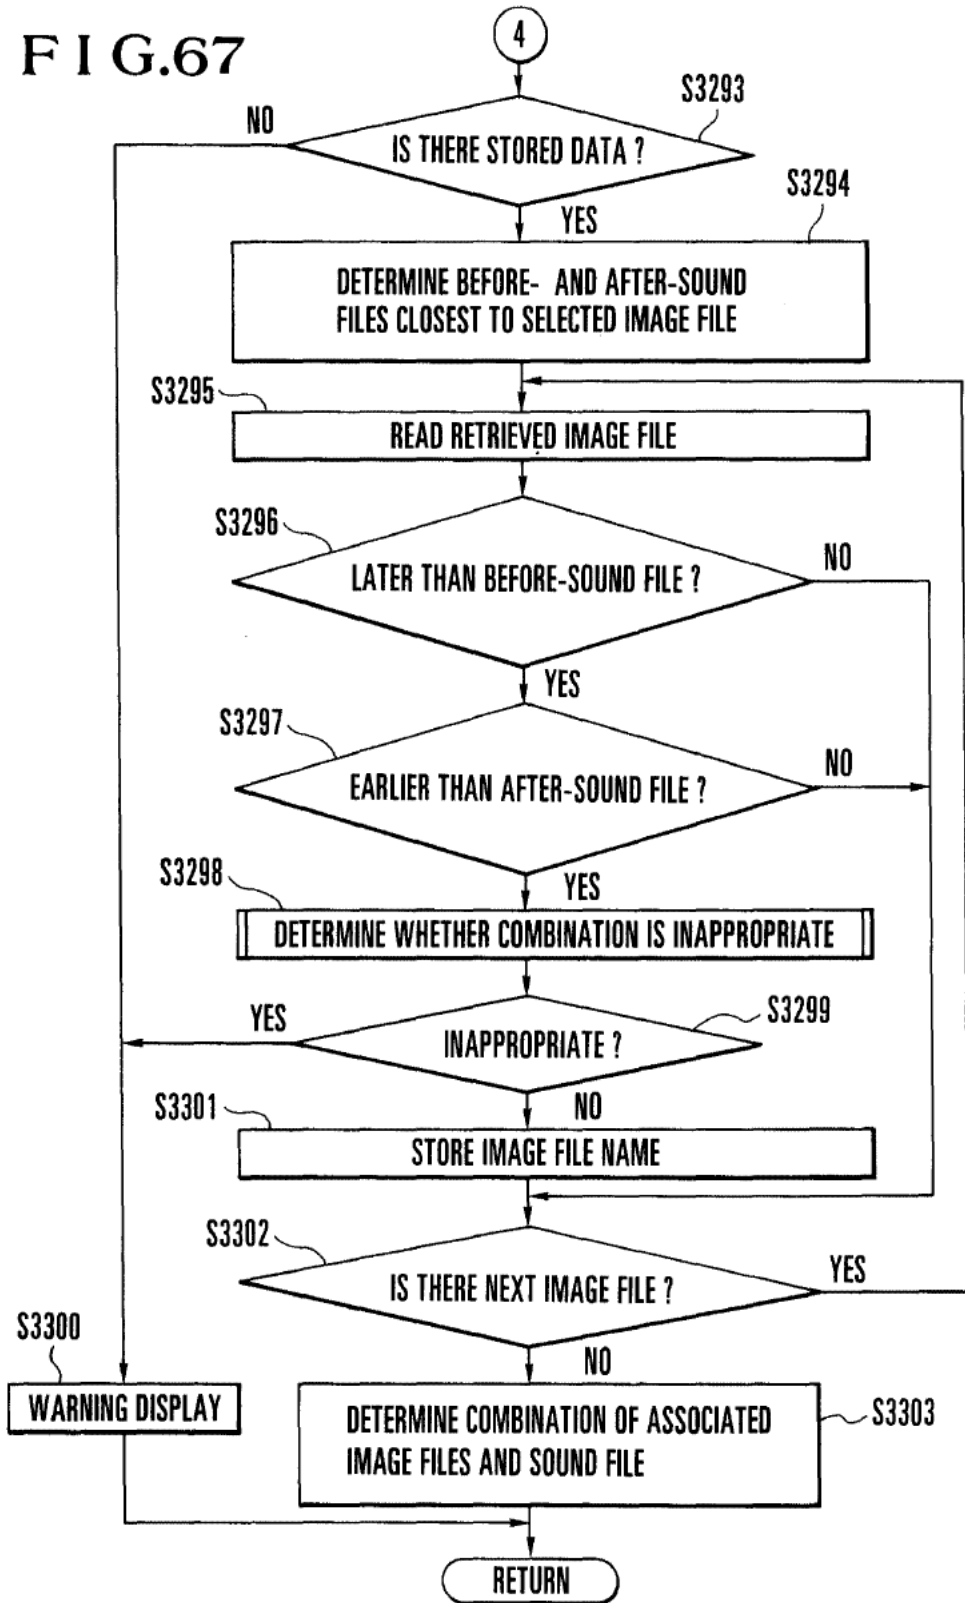 FIG.67
4
S3293
NO
IS THERE STORED DATA ?
YES
S3294
DETERMINE BEFORE- AND AFTER-SOUND
FILES CLOSEST TO SELECTED IMAGE FILE
S3295
READ RETRIEVED IMAGE FILE
S3296
NO
LATER THAN BEFORE-SOUND FILE ?
YES
S3297
NO
EARLIER THAN AFTER-SOUND FILE ?
S3298
YES
DETERMINE WHETHER COMBINATION IS INAPPROPRIATE
YES
S3299
INAPPROPRIATE ?
S3301
NO
STORE IMAGE FILE NAME
S3302
YES
IS THERE NEXT IMAGE FILE ?
S3300
NO
WARNING DISPLAY
DETERMINE COMBINATION OF ASSOCIATED
IMAGE FILES AND SOUND FILE
S3303
RETURN